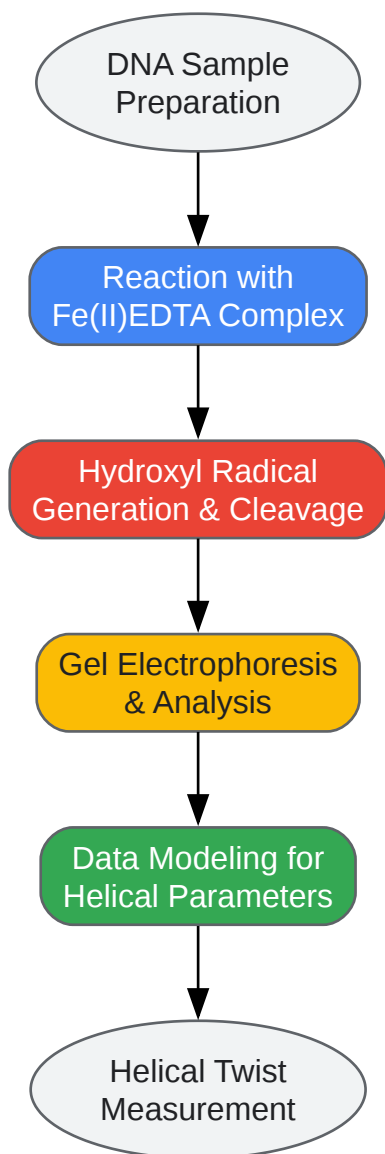 DNA Sample
Preparation
Reaction with
Fe(II)EDTA Complex
Hydroxyl Radical
Generation & Cleavage
Gel Electrophoresis
& Analysis
Data Modeling for
Helical Parameters
Helical Twist
Measurement